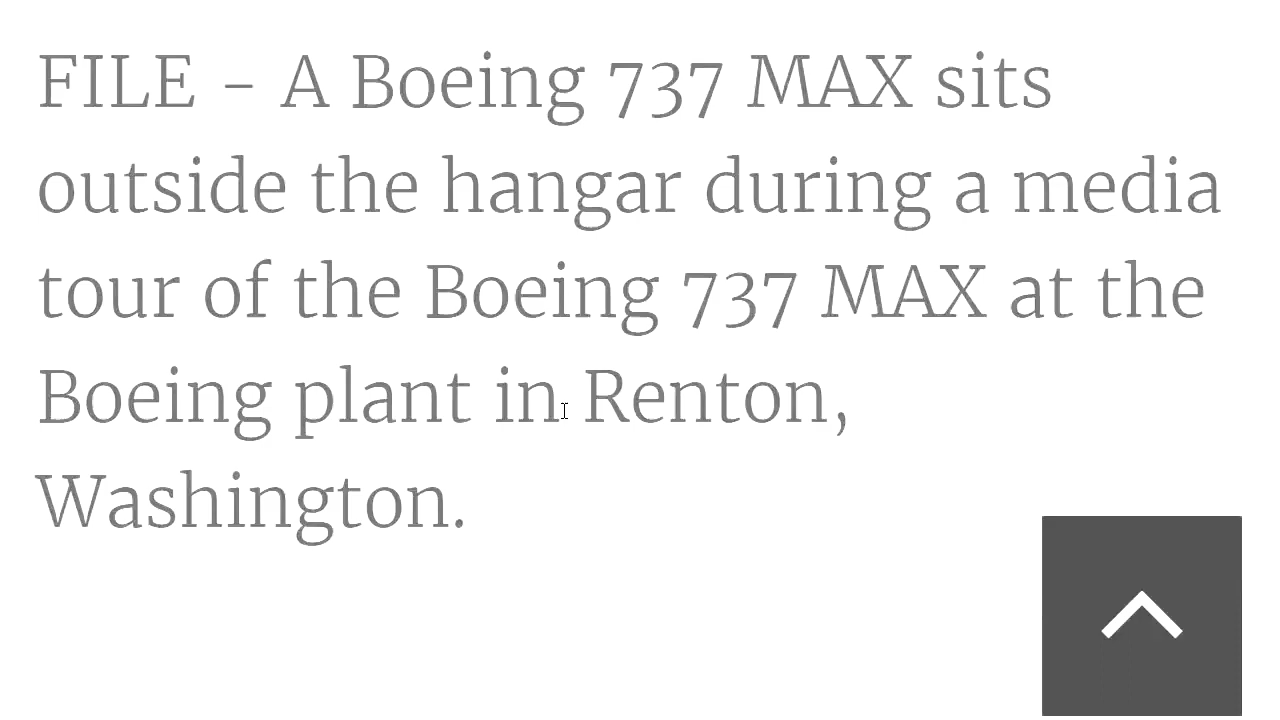 FILE - A Boeing 737 MAX sits
outside the hangar during a media
tour of the Boeing 737 MAX at the
Boeing plant in Renton,
Washington.